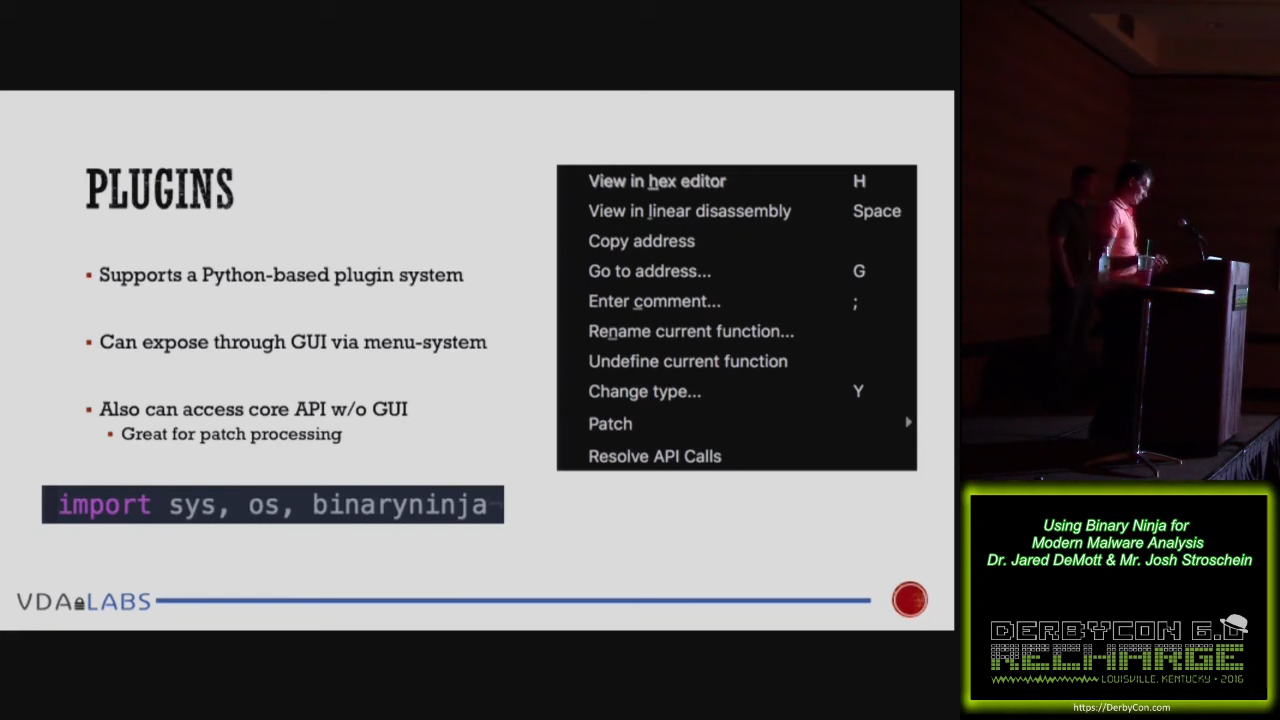 PLUGINS
▪ Supports a Python-based plugin system
▪ Can expose through GUI via menu-system
▪ Also can access core API w/o GUI
▪ Great for patch processing
import sys, os, binaryninja
View in hex editor H
View in linear disassembly Space
Copy address
Go to address... G
Enter comment... ;
Rename current function...
Undefine current function
Change type... Y
Patch
Resolve API Calls
VDA LABS
Using Binary Ninja for
Modern Malware Analysis
Dr. Jared DeMott & Mr. Josh Stroschein
DERBYCON 6.0
RECHARGE
LOUISVILLE, KENTUCKY • 2016
https://DerbyCon.com